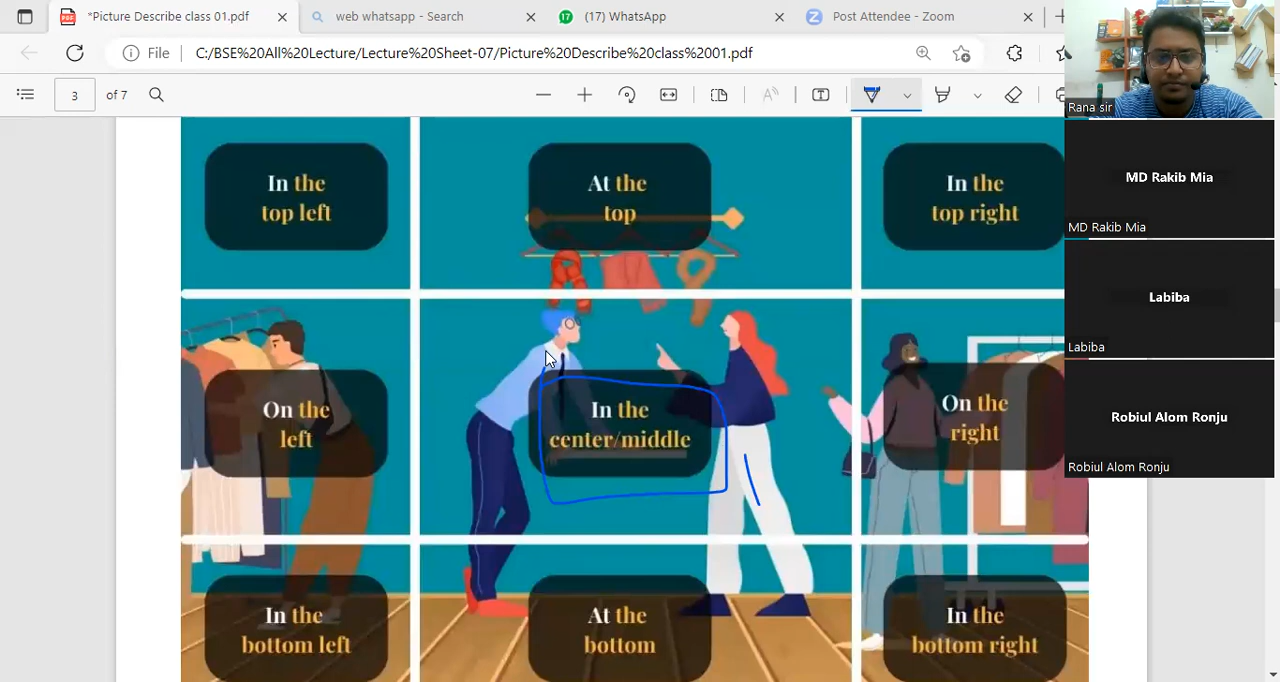 *Picture Describe class 01.pdf
web whatsapp - Search
17
(17) WhatsApp
Z
Post Attendee - Zoom
PDF
File
C:/BSE%20All%20Lecture/Lecture%20Sheet-07/Picture%20Describe%20class%2001.pdf
3
of 7
In the
top left
At the
top
In the
top right
On the
left
In the
center/middle
On the
right
In the
bottom left
At the
bottom
In the
bottom right
Rana sir
MD Rakib Mia
MD Rakib Mia
Labiba
Labiba
Robiul Alom Ronju
Robiul Alom Ronju